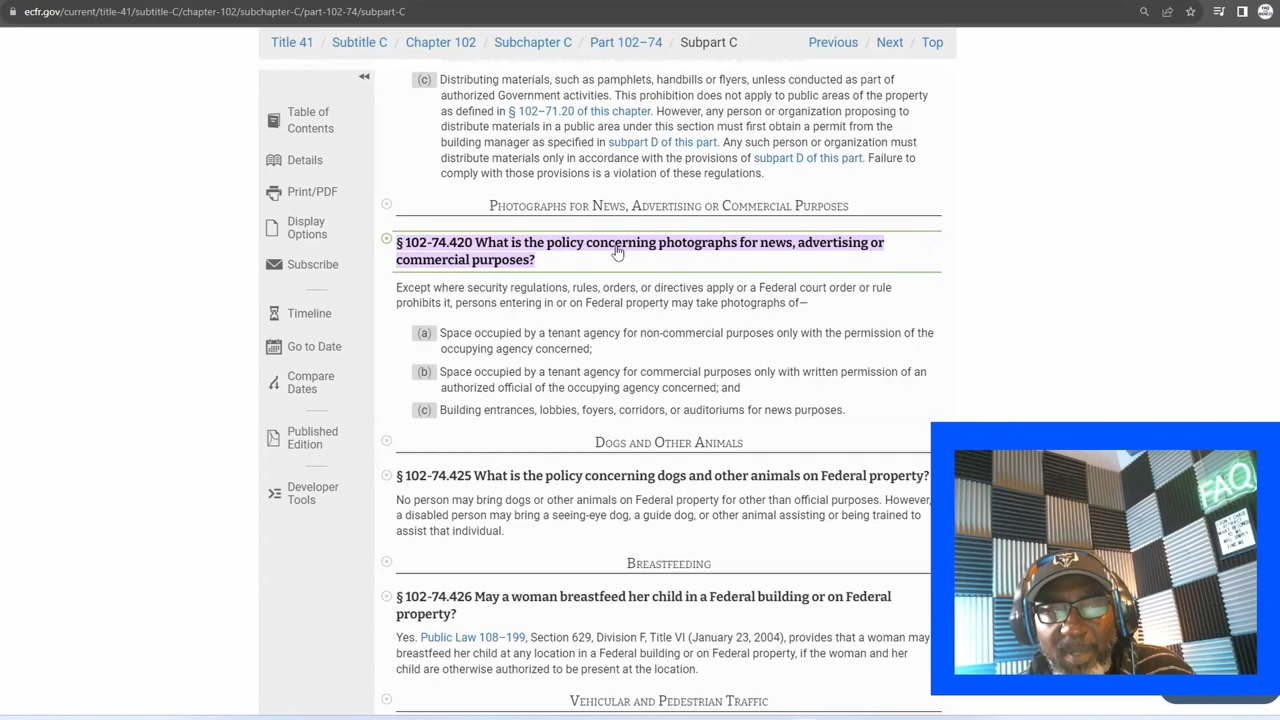 ecfr.gov/current/title-41/subtitle-C/chapter-102/subchapter-C/part-102-74/subpart-C
Title 41 / Subtitle C / Chapter 102 / Subchapter C / Part 102–74 / Subpart C
Previous / Next / Top
Table of
Contents
Details
Print/PDF
Display
Options
Subscribe
Timeline
Go to Date
Compare
Dates
Published
Edition
Developer
Tools
(c) Distributing materials, such as pamphlets, handbills or flyers, unless conducted as part of
authorized Government activities. This prohibition does not apply to public areas of the property
as defined in § 102–71.20 of this chapter. However, any person or organization proposing to
distribute materials in a public area under this section must first obtain a permit from the
building manager as specified in subpart D of this part. Any such person or organization must
distribute materials only in accordance with the provisions of subpart D of this part. Failure to
comply with those provisions is a violation of these regulations.
Photographs for News, Advertising or Commercial Purposes
§ 102-74.420 What is the policy concerning photographs for news, advertising or
commercial purposes?
Except where security regulations, rules, orders, or directives apply or a Federal court order or rule
prohibits it, persons entering in or on Federal property may take photographs of—
(a) Space occupied by a tenant agency for non-commercial purposes only with the permission of the
occupying agency concerned;
(b) Space occupied by a tenant agency for commercial purposes only with written permission of an
authorized official of the occupying agency concerned; and
(c) Building entrances, lobbies, foyers, corridors, or auditoriums for news purposes.
Dogs and Other Animals
§ 102-74.425 What is the policy concerning dogs and other animals on Federal property?
No person may bring dogs or other animals on Federal property for other than official purposes. However,
a disabled person may bring a seeing-eye dog, a guide dog, or other animal assisting or being trained to
assist that individual.
Breastfeeding
§ 102-74.426 May a woman breastfeed her child in a Federal building or on Federal
property?
Yes. Public Law 108–199, Section 629, Division F, Title VI (January 23, 2004), provides that a woman may
breastfeed her child at any location in a Federal building or on Federal property, if the woman and her
child are otherwise authorized to be present at the location.
Vehicular and Pedestrian Traffic
FAQ